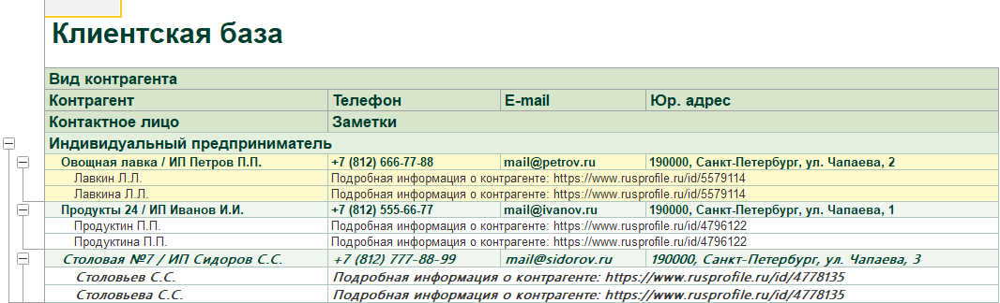 Клиентская база
Вид контрагента
Контрагент Телефон E-mail Юр. адрес
Контактное лицо Заметки
Индивидуальный предприниматель
Овощная лавка / ИП Петров П.П. +7 (812) 666-77-88 mail@petrov.ru 190000, Санкт-Петербург, ул. Чапаева, 2
Лавкин Л.Л. Подробная информация о контрагенте: https://www.rusprofile.ru/id/5579114
Лавкина Л.Л. Подробная информация о контрагенте: https://www.rusprofile.ru/id/5579114
Продукты 24 / ИП Иванов И.И. +7 (812) 555-66-77 mail@ivanov.ru 190000, Санкт-Петербург, ул. Чапаева, 1
Продуктин П.П. Подробная информация о контрагенте: https://www.rusprofile.ru/id/4796122
Продуктина П.П. Подробная информация о контрагенте: https://www.rusprofile.ru/id/4796122
Столовая №7 / ИП Сидоров С.С. +7 (812) 777-88-99 mail@sidorov.ru 190000, Санкт-Петербург, ул. Чапаева, 3
Столовьев С.С. Подробная информация о контрагенте: https://www.rusprofile.ru/id/4778135
Столовьева С.С. Подробная информация о контрагенте: https://www.rusprofile.ru/id/4778135